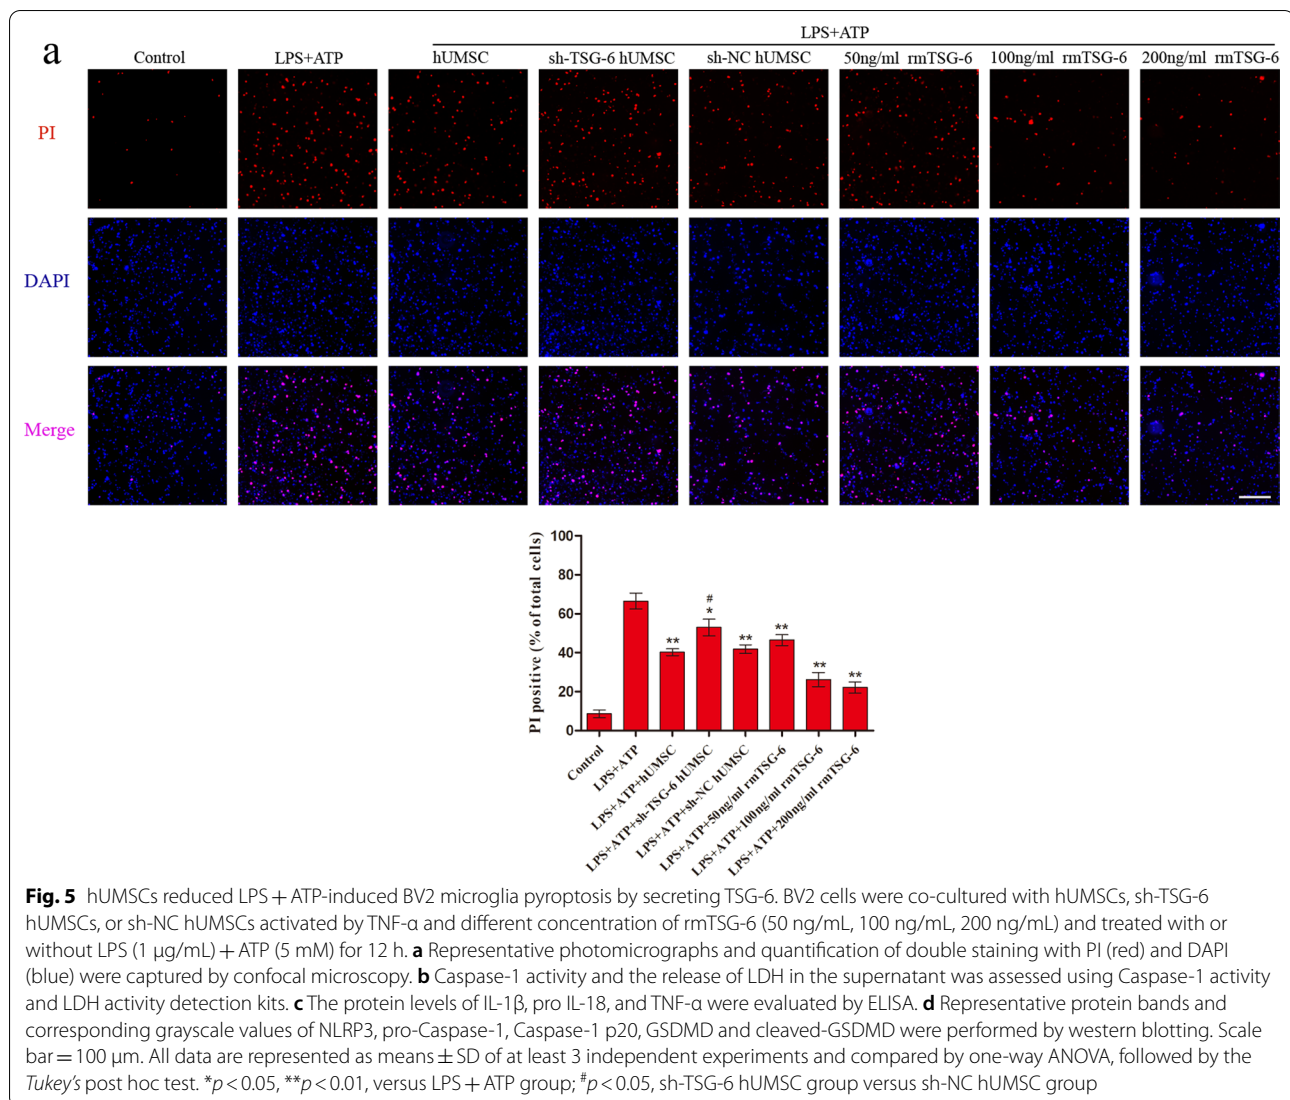 LPS+ATP
a
Control LPS+ATP hUMSC sh-TSG-6 hUMSC sh-NC hUMSC 50ng/ml rmTSG-6 100ng/ml rmTSG-6 200ng/ml rmTSG-6
PI
DAPI
Merge
PI positive (% of total cells)
100
80
60
40
20
0
**
#
*
**
**
**
**
Control
LPS+ATP
LPS+ATP+hUMSC
LPS+ATP+sh-TSG-6 hUMSC
LPS+ATP+sh-NC hUMSC
LPS+ATP+50ng/ml rmTSG-6
LPS+ATP+100ng/ml rmTSG-6
LPS+ATP+200ng/ml rmTSG-6
Fig. 5 hUMSCs reduced LPS + ATP-induced BV2 microglia pyroptosis by secreting TSG-6. BV2 cells were co-cultured with hUMSCs, sh-TSG-6
hUMSCs, or sh-NC hUMSCs activated by TNF-α and different concentration of rmTSG-6 (50 ng/mL, 100 ng/mL, 200 ng/mL) and treated with or
without LPS (1 μg/mL) + ATP (5 mM) for 12 h. a Representative photomicrographs and quantification of double staining with PI (red) and DAPI
(blue) were captured by confocal microscopy. b Caspase-1 activity and the release of LDH in the supernatant was assessed using Caspase-1 activity
and LDH activity detection kits. c The protein levels of IL-1β, pro IL-18, and TNF-α were evaluated by ELISA. d Representative protein bands and
corresponding grayscale values of NLRP3, pro-Caspase-1, Caspase-1 p20, GSDMD and cleaved-GSDMD were performed by western blotting. Scale
bar = 100 μm. All data are represented as means ± SD of at least 3 independent experiments and compared by one-way ANOVA, followed by the
Tukey's post hoc test. *p < 0.05, **p < 0.01, versus LPS + ATP group; #p < 0.05, sh-TSG-6 hUMSC group versus sh-NC hUMSC group